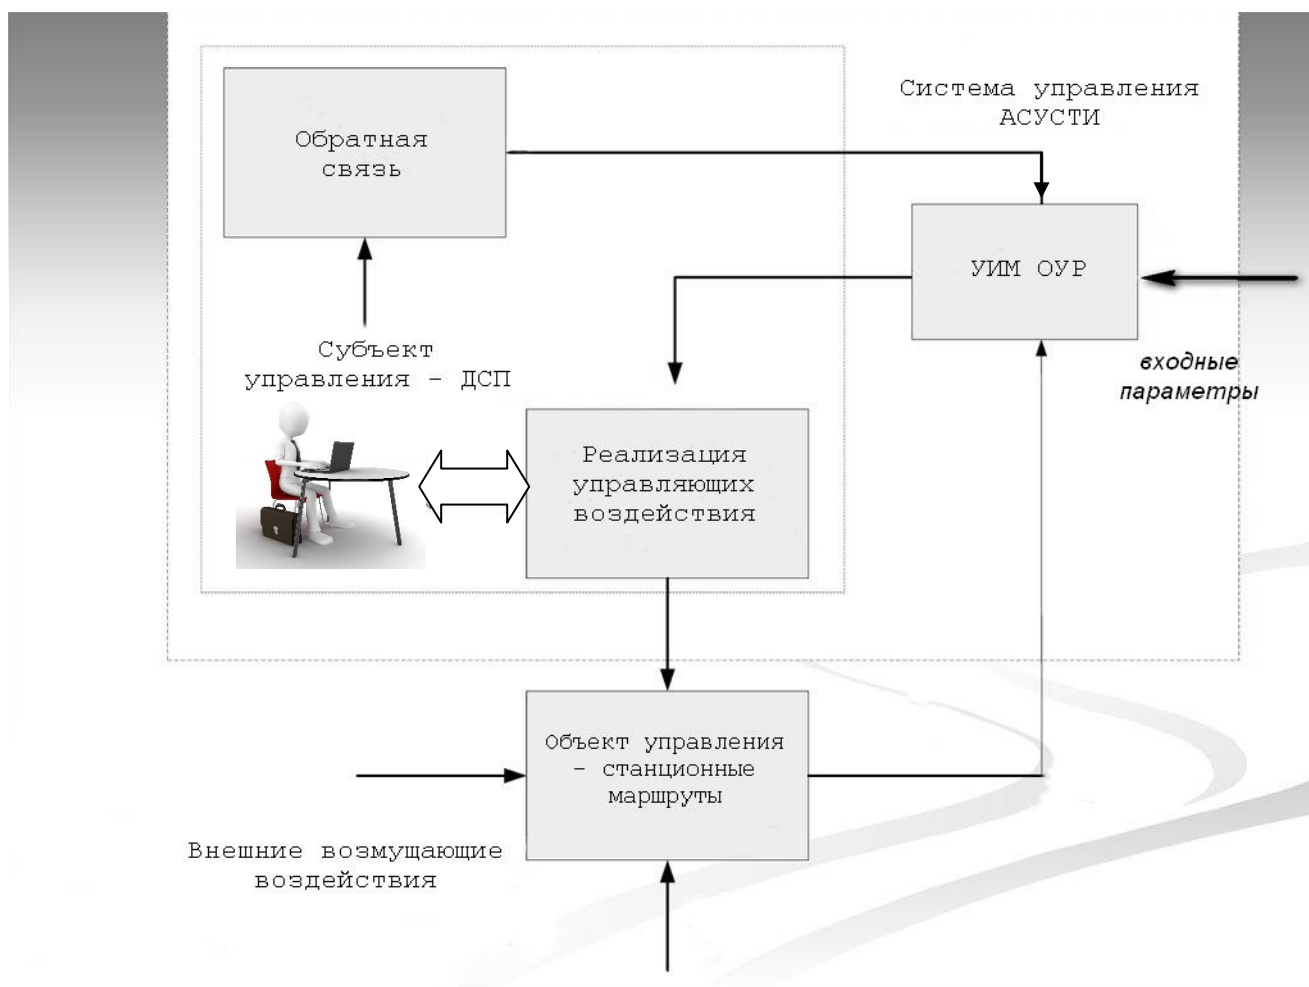 Обратная
связь
Система управления
АСУСТИ
УИМ ОУР
входные
параметры
Субъект
управления - ДСП
Реализация
управляющих
воздействия
Объект управления
- станционные
маршруты
Внешние возмущающие
воздействия